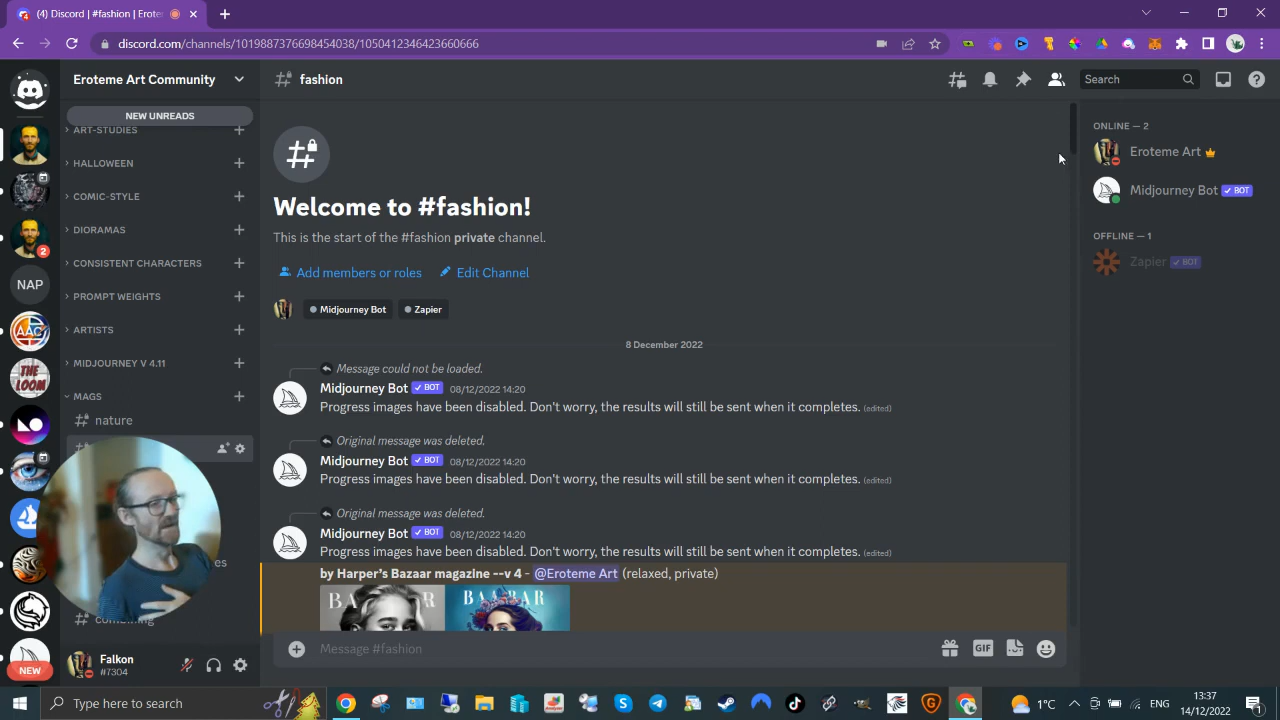 (4) Discord | #fashion | Erote
discord.com/channels/1019887376698454038/1050412346423660666
Eroteme Art Community
fashion
Search
NEW UNREADS
ART-STUDIES
HALLOWEEN
COMIC-STYLE
DIORAMAS
CONSISTENT CHARACTERS
PROMPT WEIGHTS
ARTISTS
MIDJOURNEY V 4.11
MAGS
nature
2
NAP
AAC
THE LOOM
NEW
Falkon
#7304
Welcome to #fashion!
This is the start of the #fashion private channel.
Add members or roles
Edit Channel
Midjourney Bot
Zapier
8 December 2022
Message could not be loaded.
Midjourney Bot BOT 08/12/2022 14:20
Progress images have been disabled. Don't worry, the results will still be sent when it completes. (edited)
Original message was deleted.
Midjourney Bot BOT 08/12/2022 14:20
Progress images have been disabled. Don't worry, the results will still be sent when it completes. (edited)
Original message was deleted.
Midjourney Bot BOT 08/12/2022 14:20
Progress images have been disabled. Don't worry, the results will still be sent when it completes. (edited)
by Harper's Bazaar magazine --v 4 - @Eroteme Art (relaxed, private)
Message #fashion
GIF
ONLINE — 2
Eroteme Art
Midjourney Bot BOT
OFFLINE — 1
Zapier BOT
Type here to search
1°C
ENG
13:37
14/12/2022